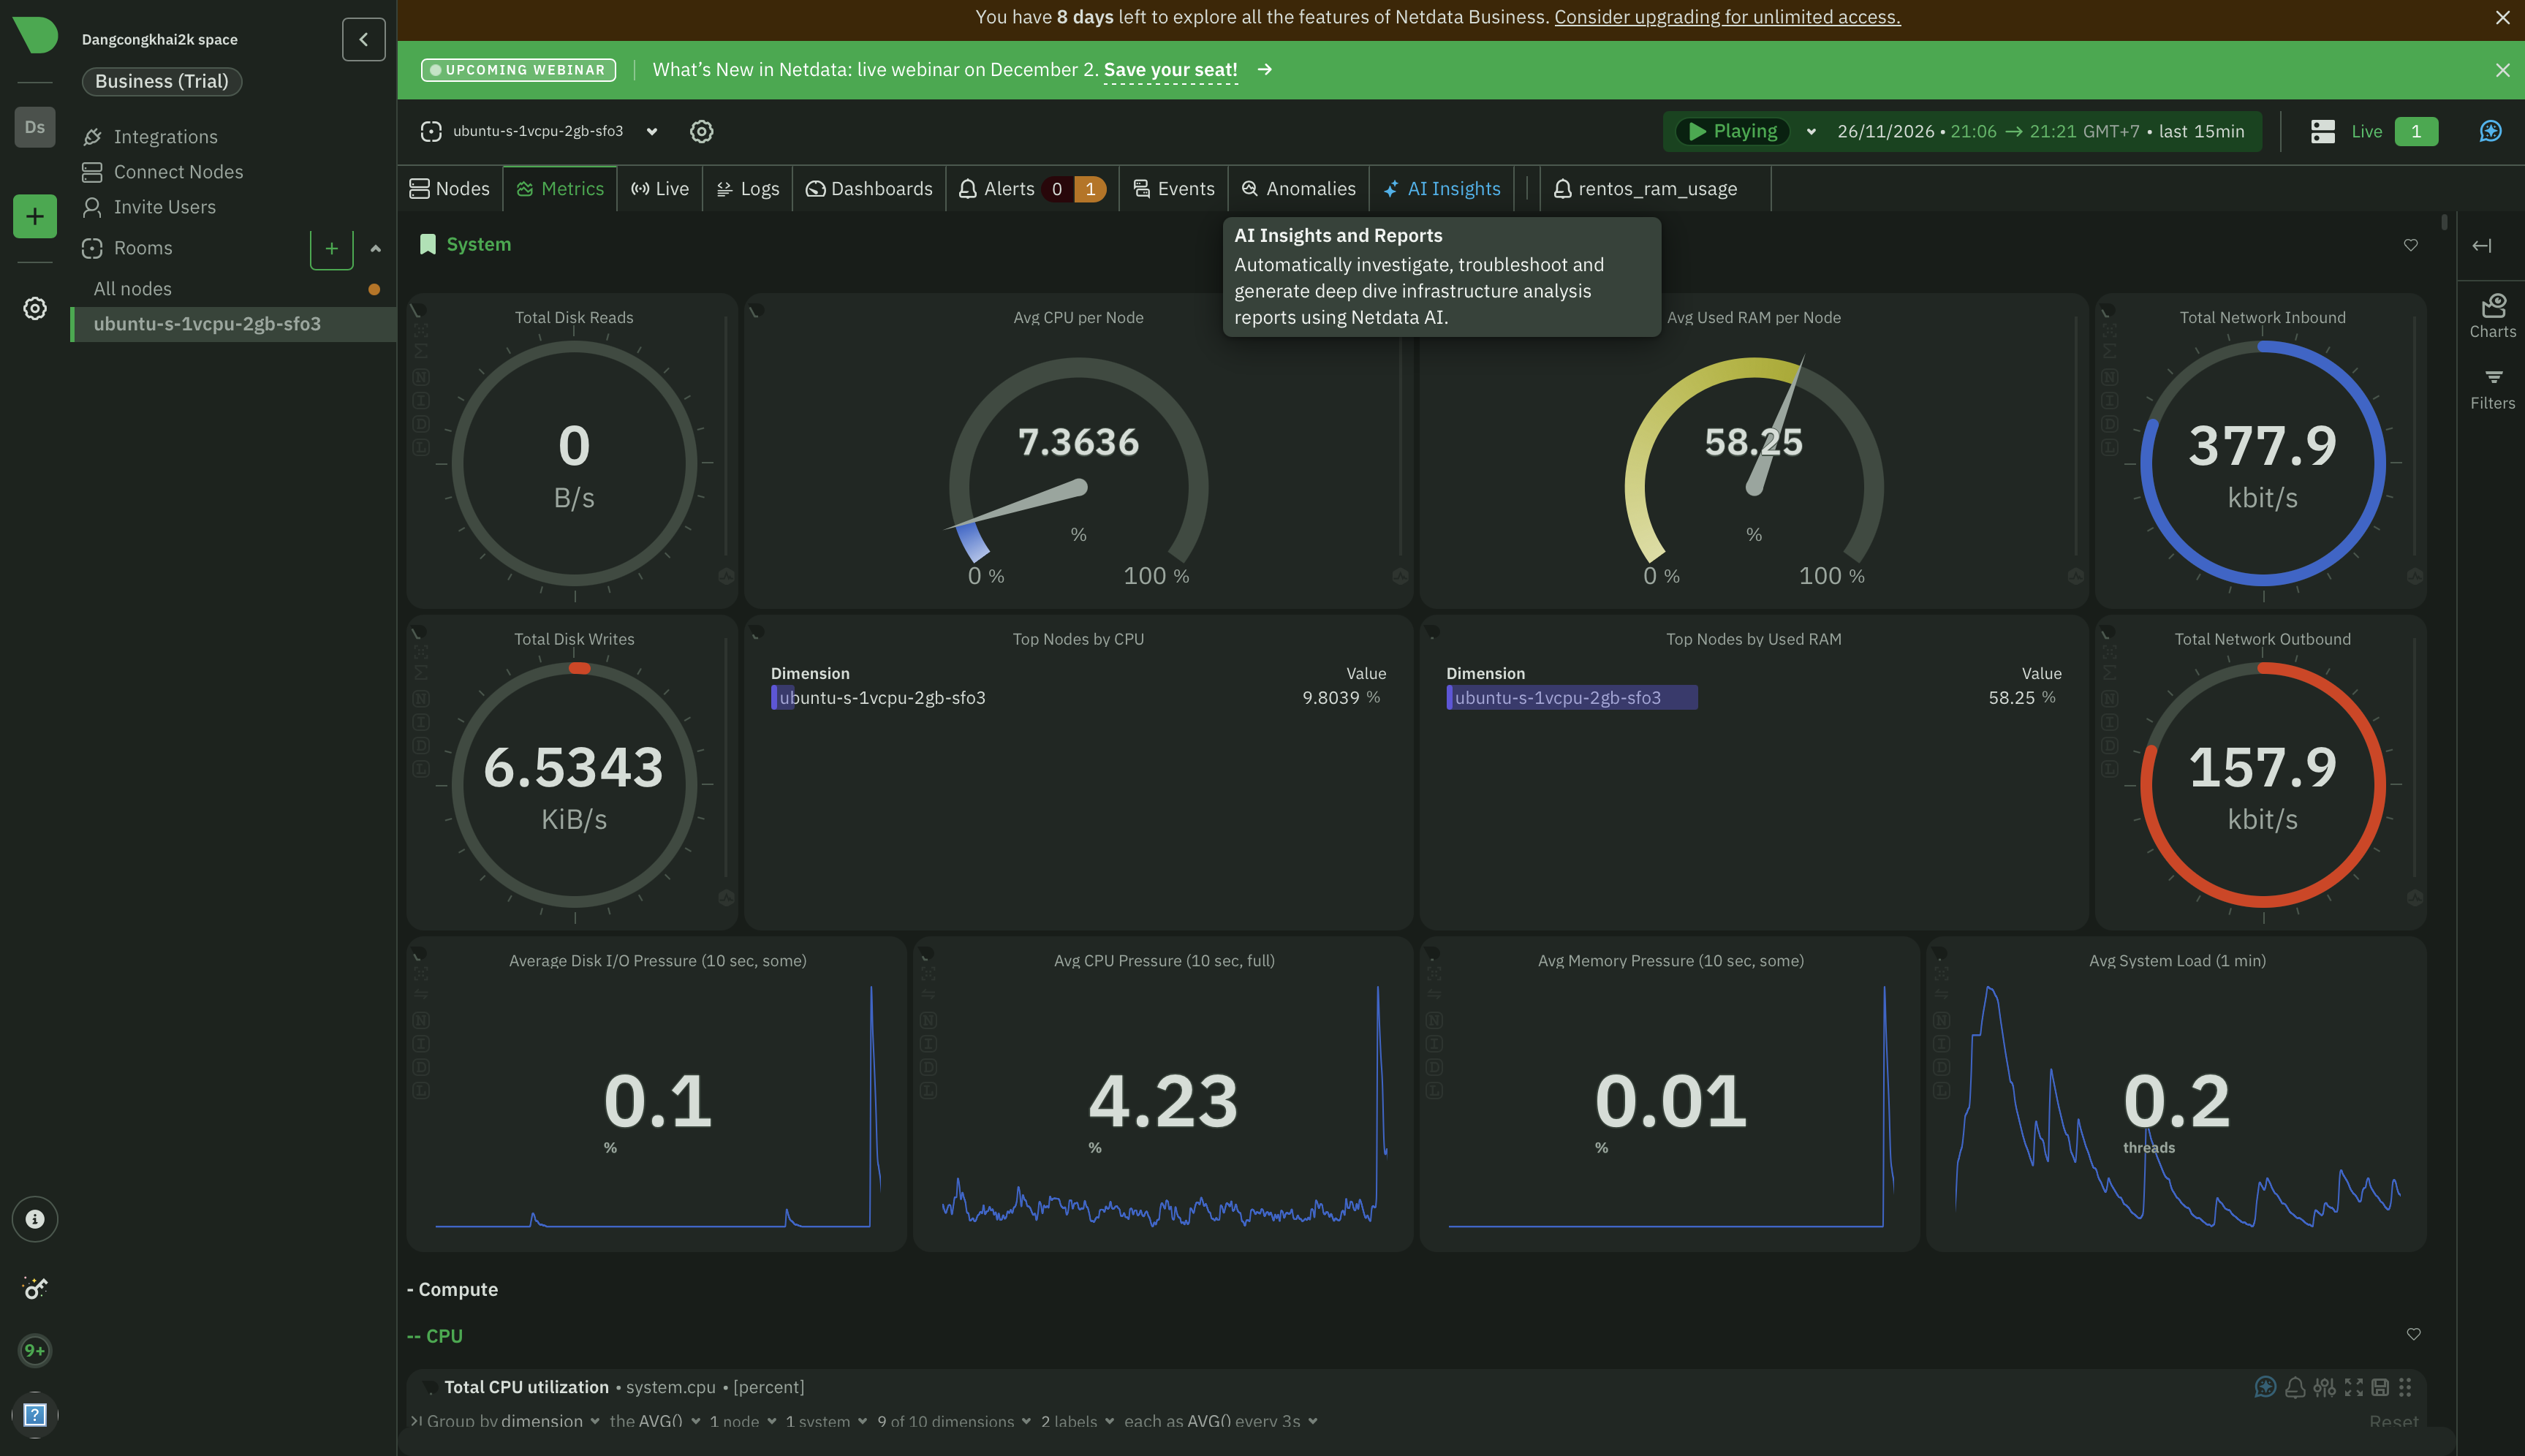 You have 8 days left to explore all the features of Netdata Business. Consider upgrading for unlimited access.
UPCOMING WEBINAR What's New in Netdata: live webinar on December 2. Save your seat!
Dangcongkhai2k space
Business (Trial)
Ds
Integrations
Connect Nodes
Invite Users
Rooms
All nodes
ubuntu-s-1vcpu-2gb-sfo3
9+
ubuntu-s-1vcpu-2gb-sfo3
Playing 26/11/2026 • 21:06 → 21:21 GMT+7 • last 15min
Live 1
Nodes Metrics Live Logs Dashboards Alerts 0 1 Events Anomalies AI Insights rentos_ram_usage
System
AI Insights and Reports
Automatically investigate, troubleshoot and
generate deep dive infrastructure analysis
reports using Netdata AI.
Charts
Filters
Total Disk Reads
0
B/s
Avg CPU per Node
7.3636
%
0 % 100 %
Avg Used RAM per Node
58.25
%
0 % 100 %
Total Network Inbound
377.9
kbit/s
Total Disk Writes
6.5343
KiB/s
Top Nodes by CPU
Dimension Value
ubuntu-s-1vcpu-2gb-sfo3 9.8039 %
Top Nodes by Used RAM
Dimension Value
ubuntu-s-1vcpu-2gb-sfo3 58.25 %
Total Network Outbound
157.9
kbit/s
Average Disk I/O Pressure (10 sec, some)
0.1
%
Avg CPU Pressure (10 sec, full)
4.23
%
Avg Memory Pressure (10 sec, some)
0.01
%
Avg System Load (1 min)
0.2
threads
- Compute
-- CPU
Total CPU utilization • system.cpu • [percent]
Group by dimension the AVG() 1 node 1 system 9 of 10 dimensions 2 labels each as AVG() every 3s
Reset